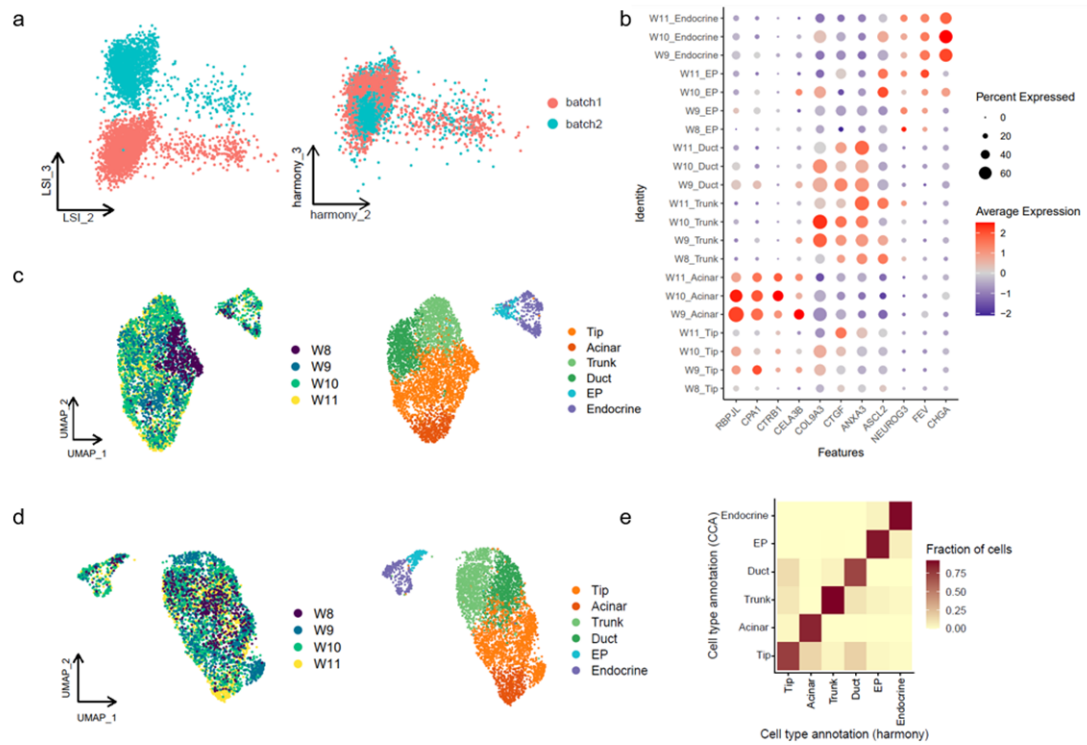 a
LSI_3
LSI_2
harmony_3
harmony_2
batch1
batch2
b
W11_Endocrine
W10_Endocrine
W9_Endocrine
W11_EP
W10_EP
W9_EP
W8_EP
W11_Duct
W10_Duct
W9_Duct
W11_Trunk
W10_Trunk
W9_Trunk
W8_Trunk
W11_Acinar
W10_Acinar
W9_Acinar
W11_Tip
W10_Tip
W9_Tip
W8_Tip
Identity
RBPJL
CPA1
CTRB1
CELA3B
COL9A3
CTGF
ANXA3
ASCL2
NEUROG3
FEV
CHGA
Features
Percent Expressed
0
20
40
60
Average Expression
2
1
0
−1
−2
c
UMAP_2
UMAP_1
W8
W9
W10
W11
Tip
Acinar
Trunk
Duct
EP
Endocrine
d
UMAP_2
UMAP_1
W8
W9
W10
W11
Tip
Acinar
Trunk
Duct
EP
Endocrine
e
Cell type annotation (CCA)
Endocrine
EP
Duct
Trunk
Acinar
Tip
Tip
Acinar
Trunk
Duct
EP
Endocrine
Cell type annotation (harmony)
Fraction of cells
0.75
0.50
0.25
0.00